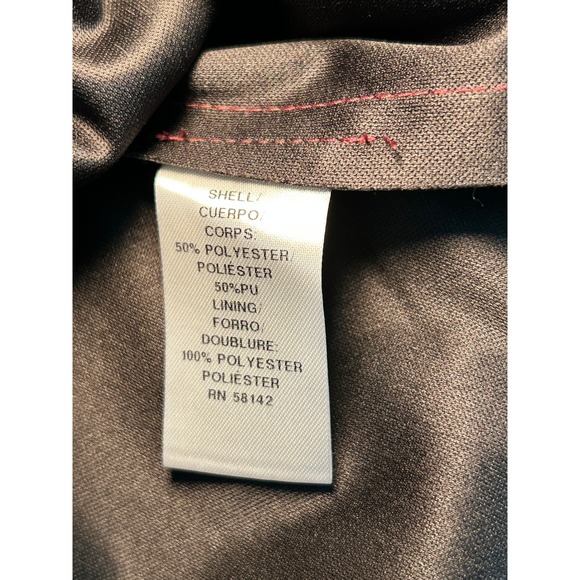 SHELL/
CUERPO/
CORPS:
50% POLYESTER/
POLIÉSTER
50%PU
LINING/
FORRO/
DOUBLURE:
100% POLYESTER
POLIÉSTER
RN 58142